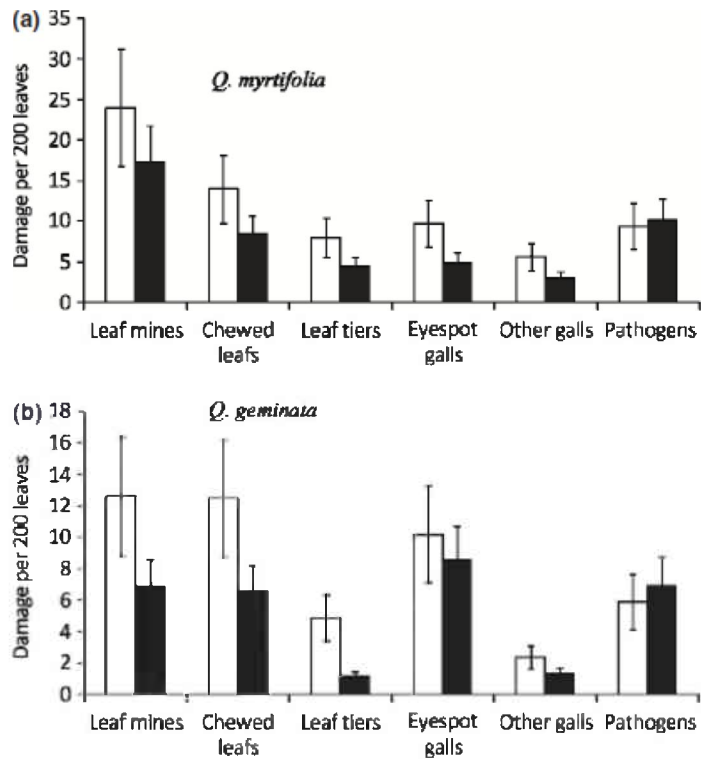 (a)
Q. myrtifolia
Damage per 200 leaves
35
30
25
20
15
10
5
0
Leaf mines Chewed leafs Leaf tiers Eyespot galls Other galls Pathogens
(b)
Q. geminata
Damage per 200 leaves
18
16
14
12
10
8
6
4
2
0
Leaf mines Chewed leafs Leaf tiers Eyespot galls Other galls Pathogens